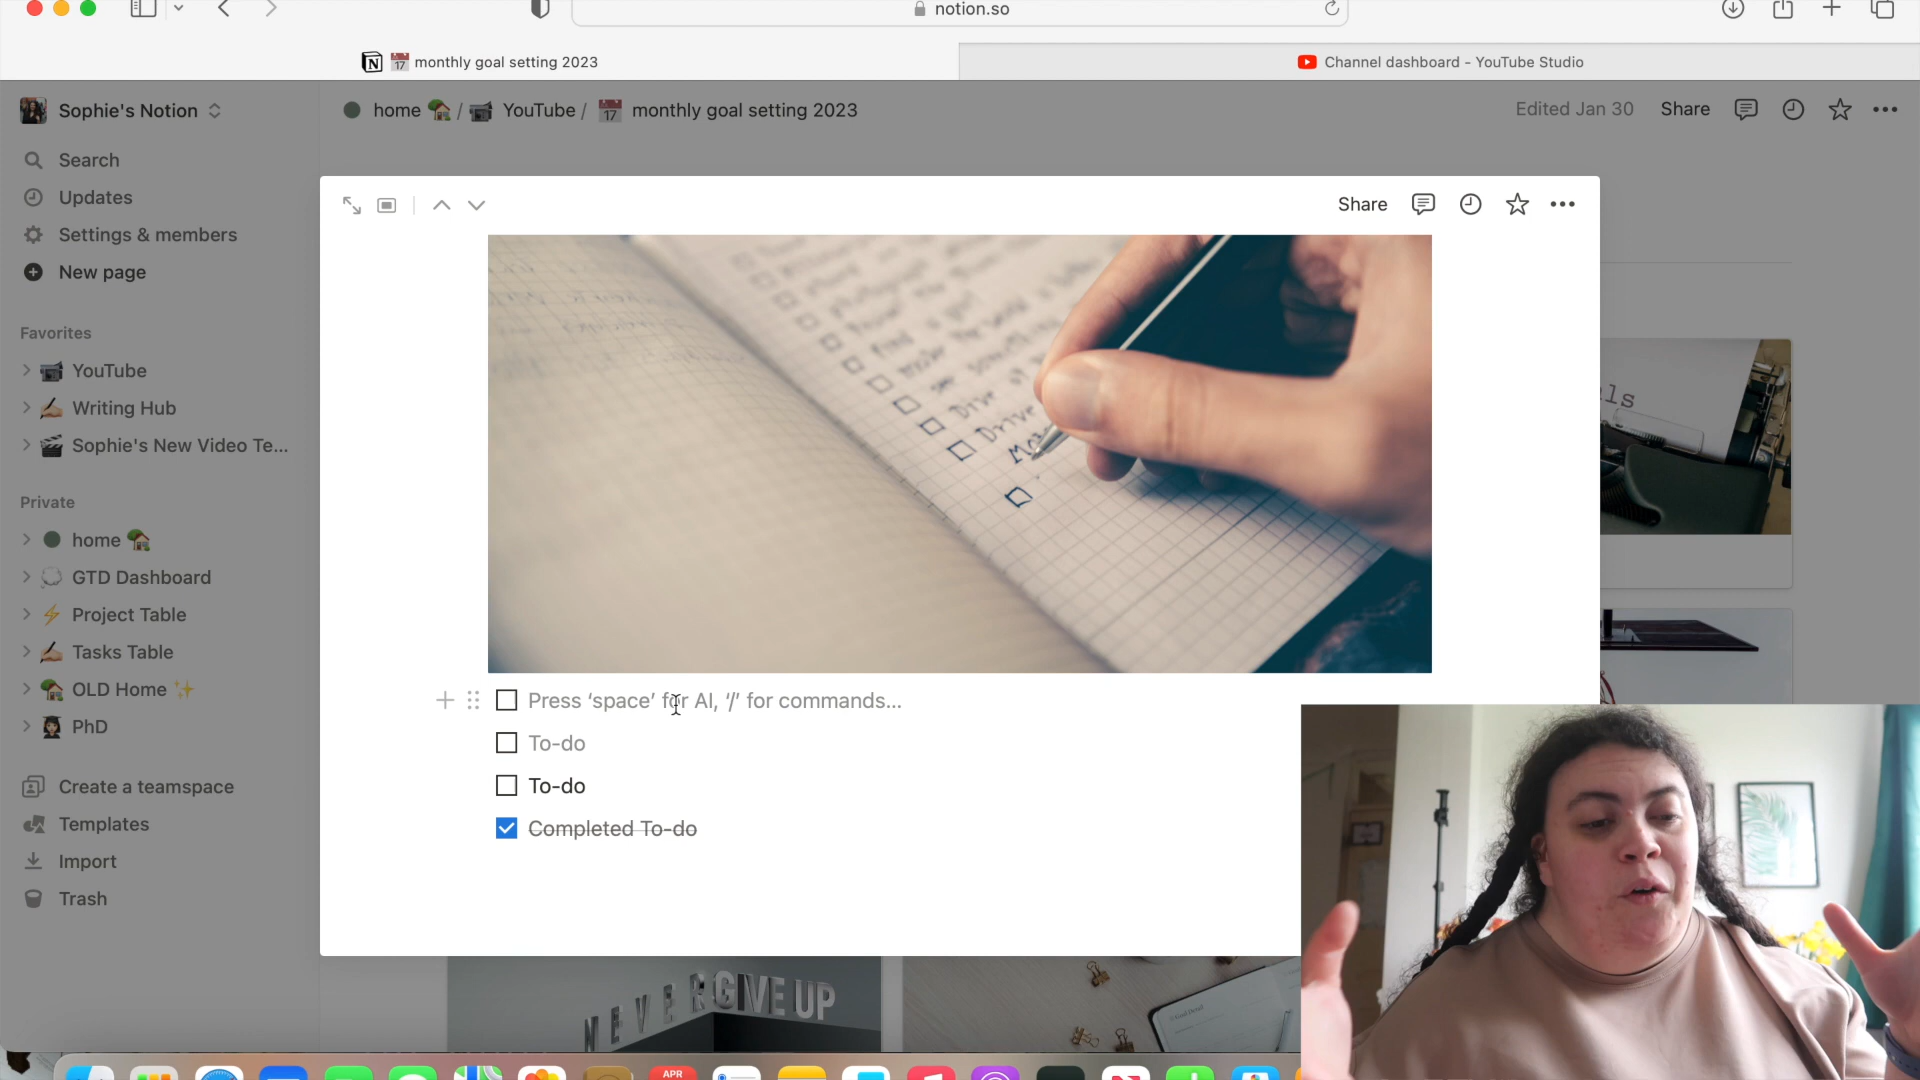 notion.so
monthly goal setting 2023
Channel dashboard - YouTube Studio
Sophie's Notion
home / YouTube / monthly goal setting 2023
Edited Jan 30
Share
Search
Updates
Settings & members
New page
Favorites
YouTube
Writing Hub
Sophie's New Video Te...
Private
home
GTD Dashboard
Project Table
Tasks Table
OLD Home
PhD
Create a teamspace
Templates
Import
Trash
Share
Drive
Press ‘space’ for AI, ‘/’ for commands...
To-do
To-do
Completed To-do
NEVER GIVE UP
APR
17